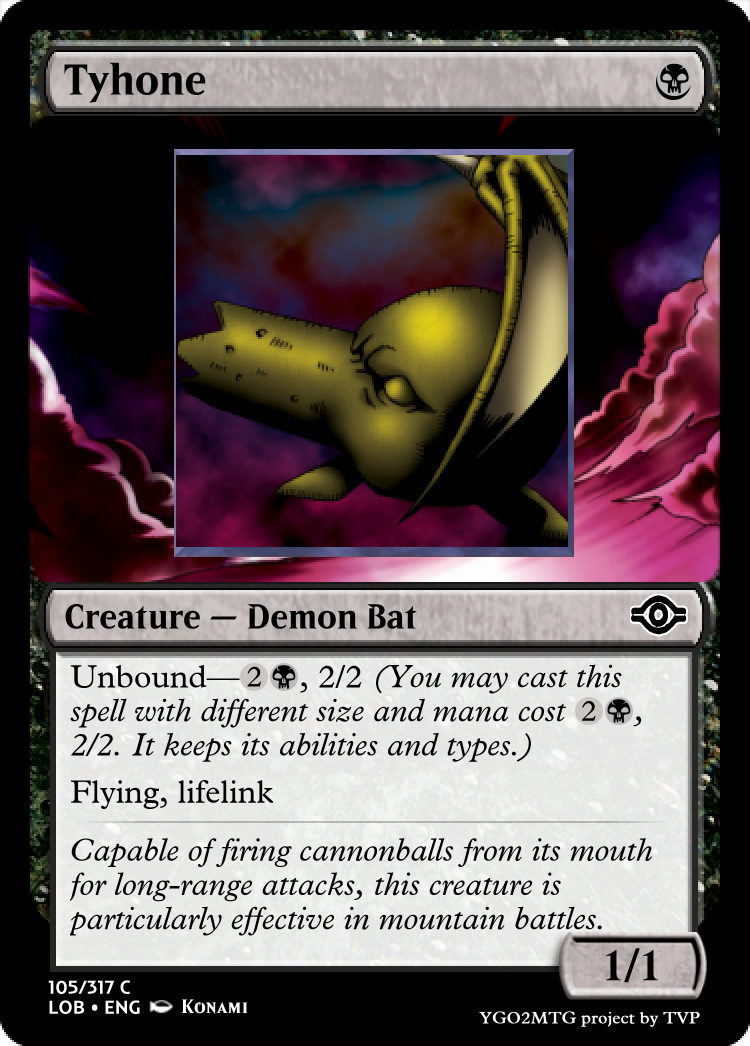 Tyhone
Creature — Demon Bat
Unbound—2, 2/2 (You may cast this
spell with different size and mana cost 2,
2/2. It keeps its abilities and types.)
Flying, lifelink
Capable of firing cannonballs from its mouth
for long-range attacks, this creature is
particularly effective in mountain battles.
1/1
105/317 C
LOB • ENG KONAMI
YGO2MTG project by TVP